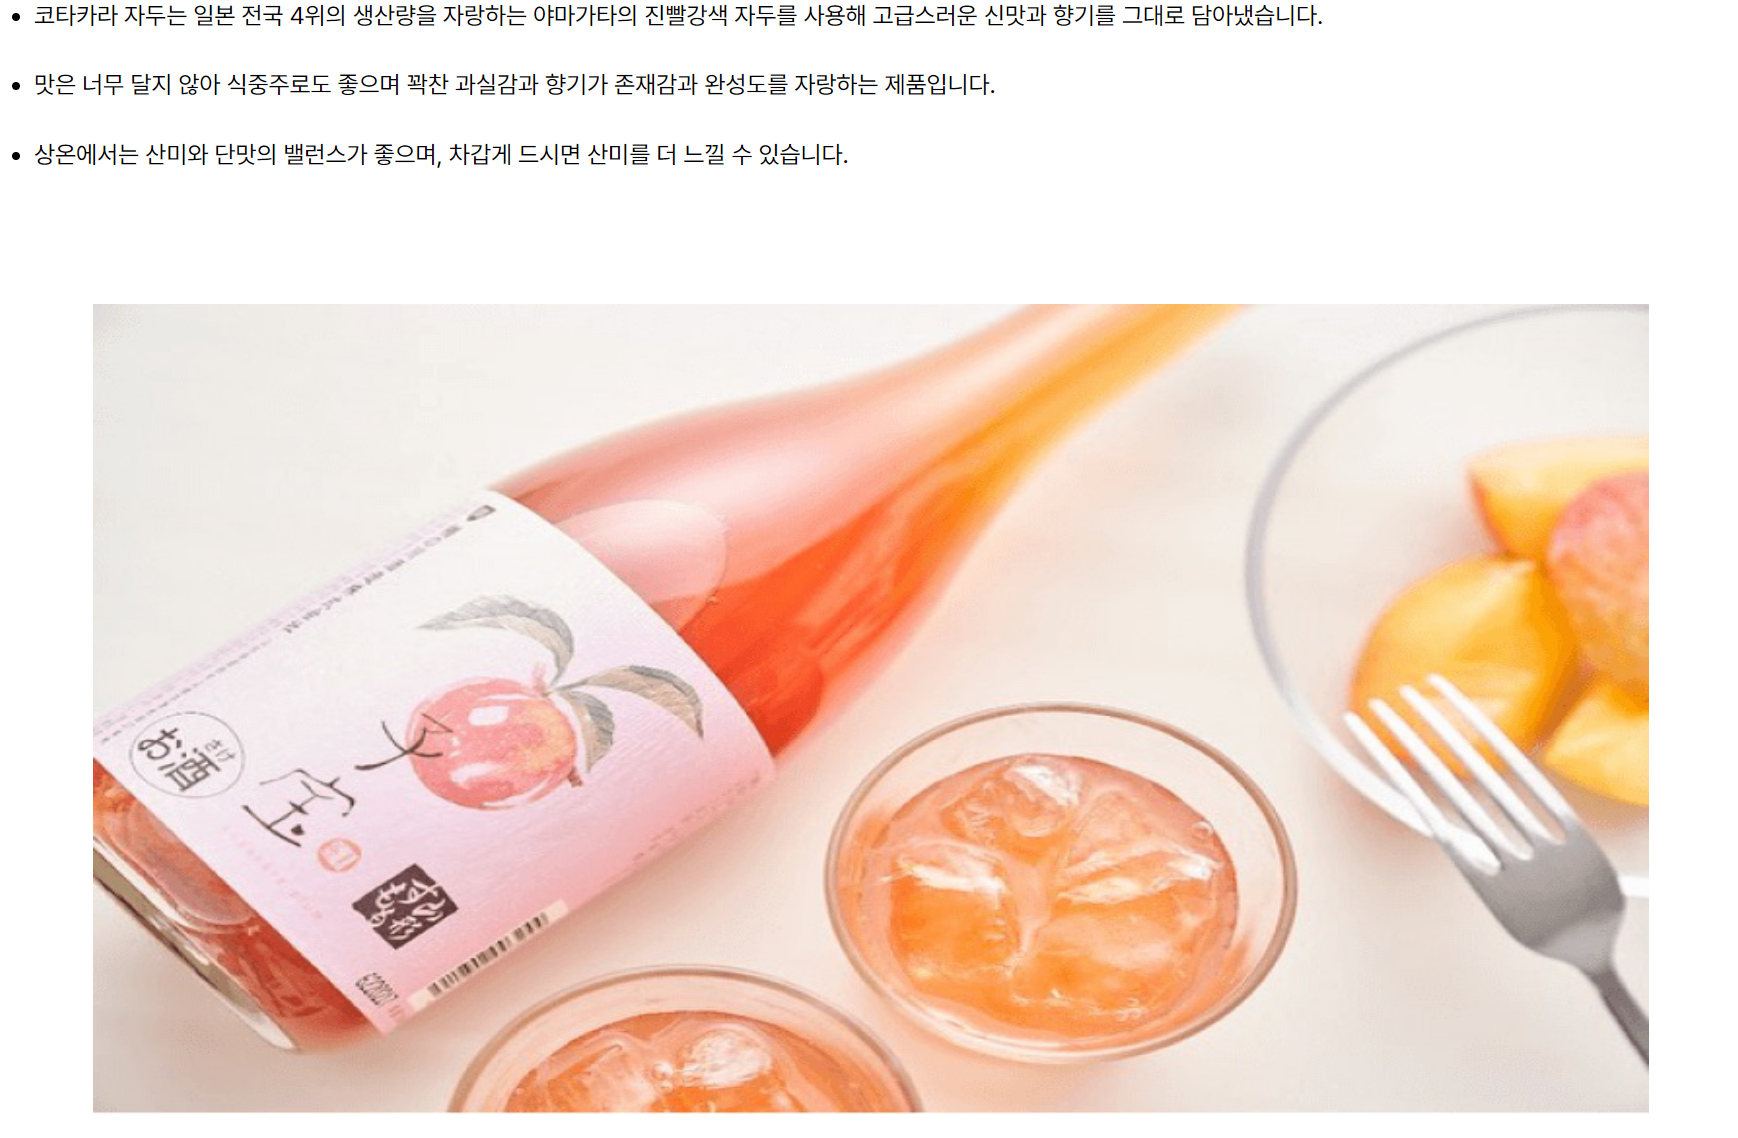 코타카라 자두는 일본 전국 4위의 생산량을 자랑하는 야마가타의 진빨강색 자두를 사용해 고급스러운 신맛과 향기를 그대로 담아냈습니다.
맛은 너무 달지 않아 식중주로도 좋으며 꽉찬 과실감과 향기가 존재감과 완성도를 자랑하는 제품입니다.
상온에서는 산미와 단맛의 밸런스가 좋으며, 차갑게 드시면 산미를 더 느낄 수 있습니다.
子宝
さけ
お酒